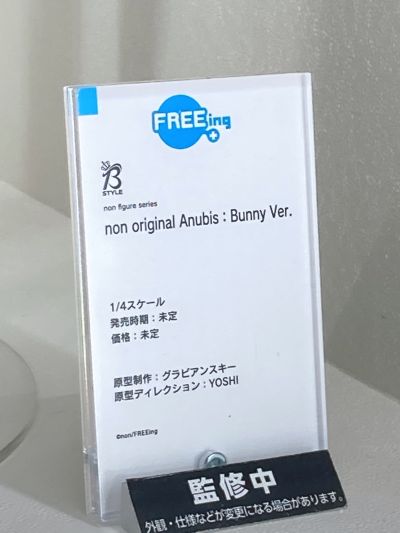 FREEing
B
STYLE
non figure series
non original Anubis : Bunny Ver.
1/4スケール
発売時期：未定
価格：未定
原型制作：グラビアンスキー
原型ディレクション：YOSHI
©non/FREEing
監修中
外観・仕様などが変更になる場合があります。